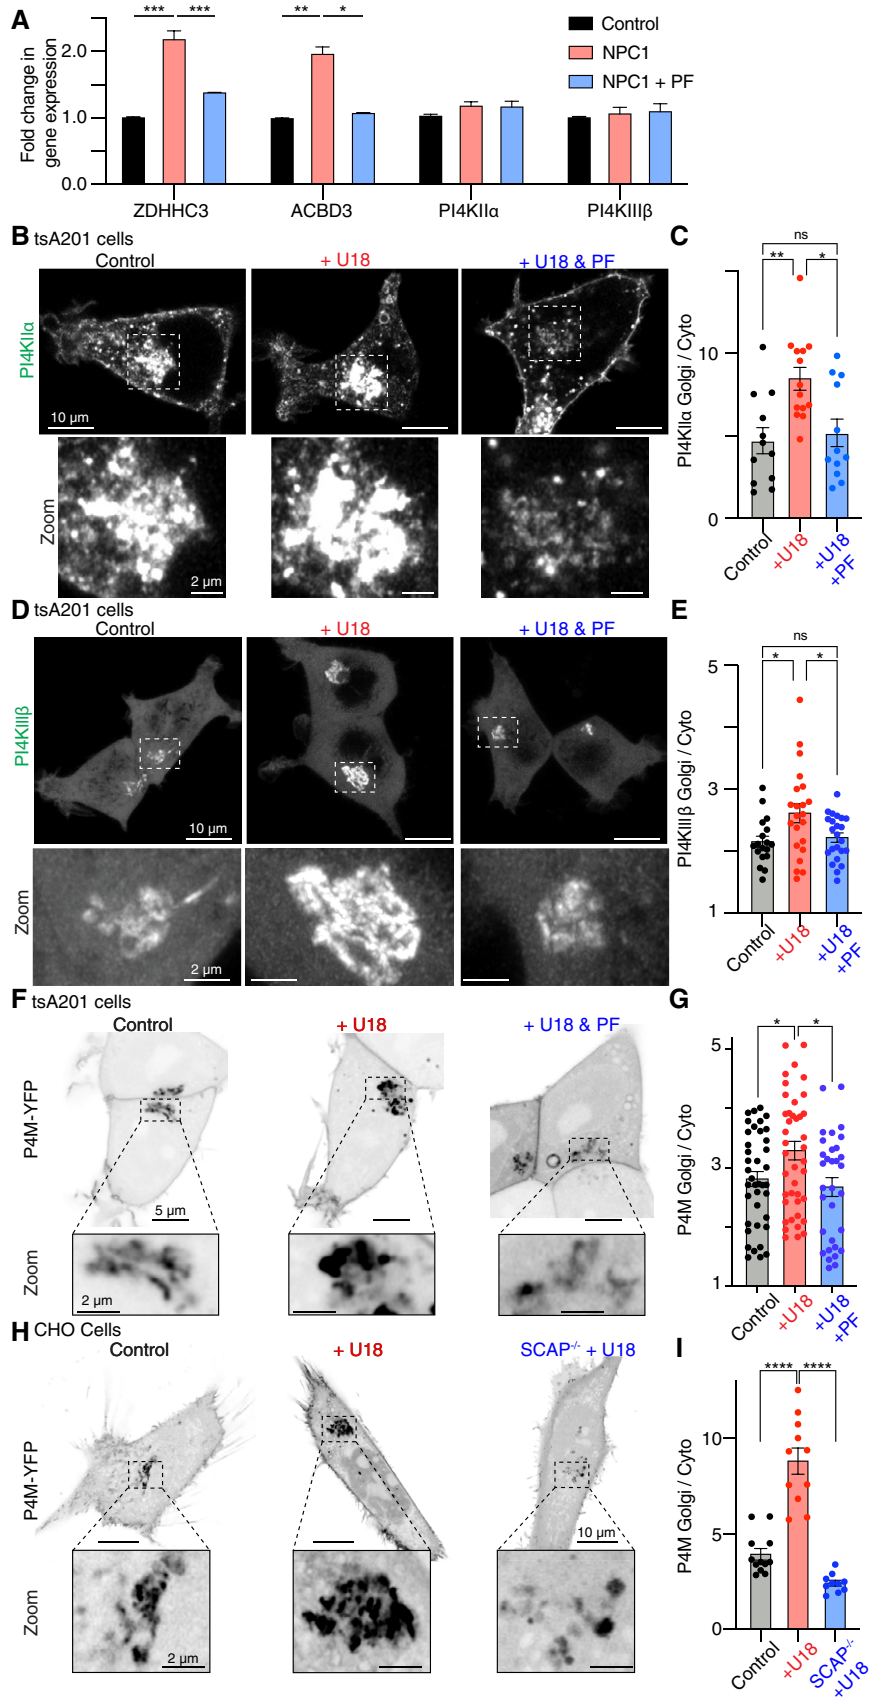 A
Fold change in
gene expression
2.0
1.0
0.0
*** ***
** *
Control
NPC1
NPC1 + PF
ZDHHC3 ACBD3 PI4KIIα PI4KIIIβ
B tsA201 cells
Control + U18 + U18 & PF
PI4KIIα
10 µm
Zoom
2 µm
C
ns
** *
PI4KIIα Golgi / Cyto
10
0
Control
+U18
+U18
+PF
D tsA201 cells
Control + U18 + U18 & PF
PI4KIIIβ
10 µm
Zoom
2 µm
E
ns
* *
PI4KIIIβ Golgi / Cyto
5
3
1
Control
+U18
+U18
+PF
F tsA201 cells
Control + U18 + U18 & PF
P4M-YFP
5 µm
Zoom
2 µm
G
* *
P4M Golgi / Cyto
5
3
1
Control
+U18
+U18
+PF
H CHO Cells
Control + U18 SCAP-/- + U18
P4M-YFP
10 µm
Zoom
2 µm
I
**** ****
P4M Golgi / Cyto
10
5
0
Control
+U18
SCAP-/-
+U18